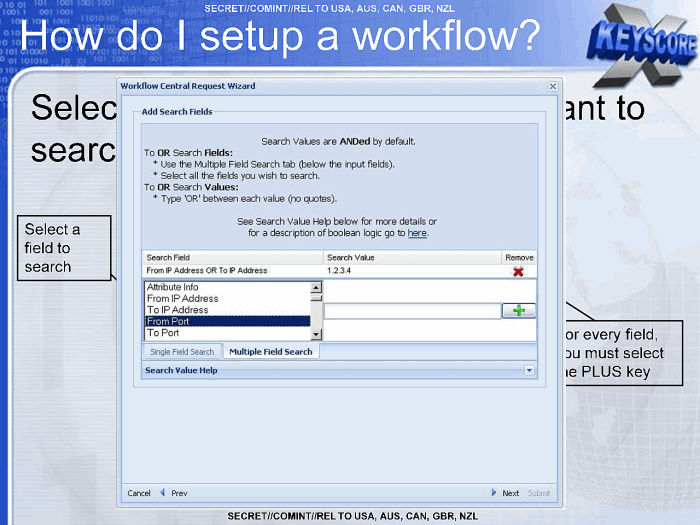 SECRET//COMINT//REL TO USA, AUS, CAN, GBR, NZL
How do I setup a workflow?
KEYSCORE
X
ant to
Workflow Central Request Wizard
Add Search Fields
Search Values are ANDed by default.
To OR Search Fields:
* Use the Multiple Field Search tab (below the input fields).
* Select all the fields you wish to search.
To OR Search Values:
* Type 'OR' between each value (no quotes).
See Search Value Help below for more details or
for a description of boolean logic go to here.
Select a
field to
search
Search Field Search Value Remove
From IP Address OR To IP Address 1.2.3.4
Attribute Info
From IP Address
To IP Address
From Port
To Port
Single Field Search Multiple Field Search
Search Value Help
or every field,
ou must select
e PLUS key
Cancel Prev Next Submit
SECRET//COMINT//REL TO USA, AUS, CAN, GBR, NZL